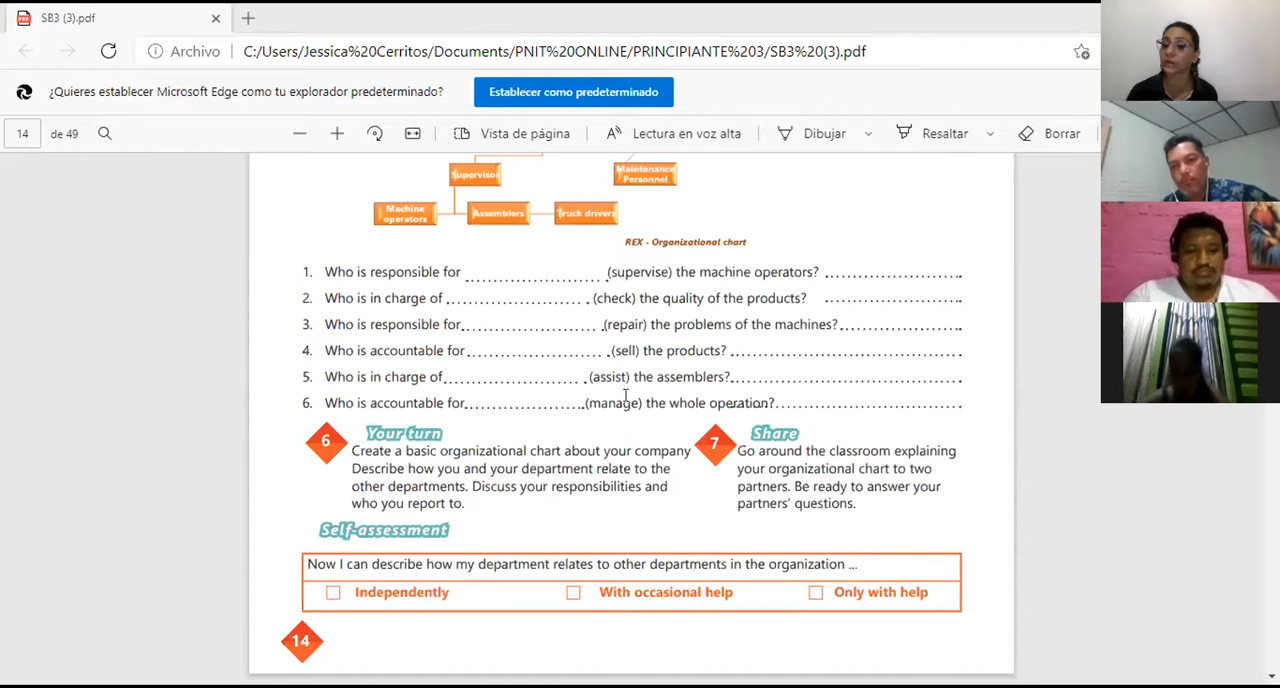 SB3 (3).pdf
Archivo
C:/Users/Jessica%20Cerritos/Documents/PNIT%20ONLINE/PRINCIPIANTE%203/SB3%20(3).pdf
¿Quieres establecer Microsoft Edge como tu explorador predeterminado?
Establecer como predeterminado
14 de 49
Vista de página
Lectura en voz alta
Dibujar
Resaltar
Borrar
Supervisor
Maintonance
Personnel
Machine
operators
Assemblers
Truck drivers
REX - Organizational chart
1. Who is responsible for .......................... (supervise) the machine operators? ..........................
2. Who is in charge of .......................... (check) the quality of the products? ..........................
3. Who is responsible for.......................... (repair) the problems of the machines?..........................
4. Who is accountable for.......................... (sell) the products? ..........................
5. Who is in charge of.......................... (assist) the assemblers?..........................
6. Who is accountable for..........................(manage) the whole operation?..........................
6
Your turn
Create a basic organizational chart about your company
Describe how you and your department relate to the
other departments. Discuss your responsibilities and
who you report to.
7
Share
Go around the classroom explaining
your organizational chart to two
partners. Be ready to answer your
partners' questions.
Self-assessment
Now I can describe how my department relates to other departments in the organization ...
Independently
With occasional help
Only with help
14